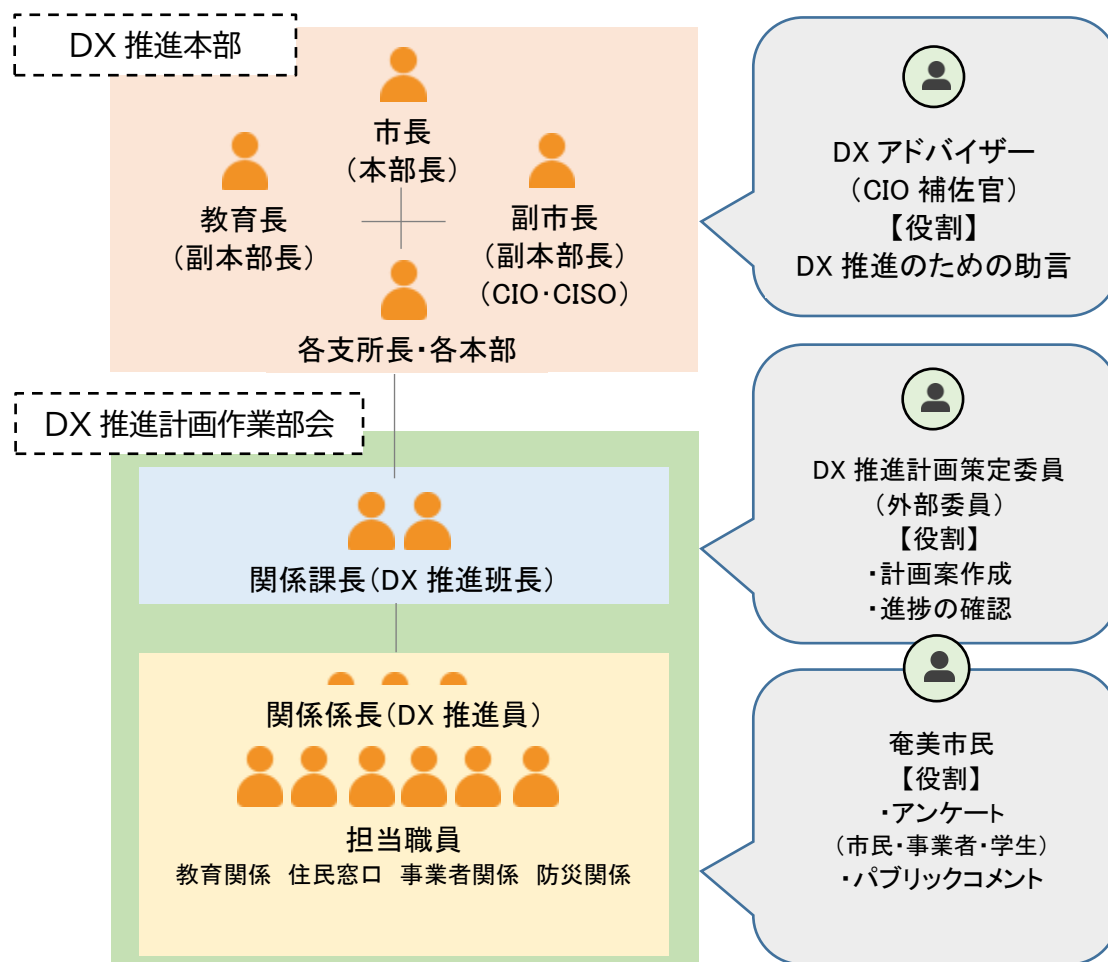 DX 推進本部
市長
（本部長）
教育長
（副本部長）
副市長
（副本部長）
（CIO・CISO）
各支所長・各本部
DX アドバイザー
（CIO 補佐官）
【役割】
DX 推進のための助言
DX 推進計画作業部会
関係課長（DX 推進班長）
関係係長（DX 推進員）
担当職員
教育関係 住民窓口 事業者関係 防災関係
DX 推進計画策定委員
（外部委員）
【役割】
・計画案作成
・進捗の確認
奄美市民
【役割】
・アンケート
（市民・事業者・学生）
・パブリックコメント